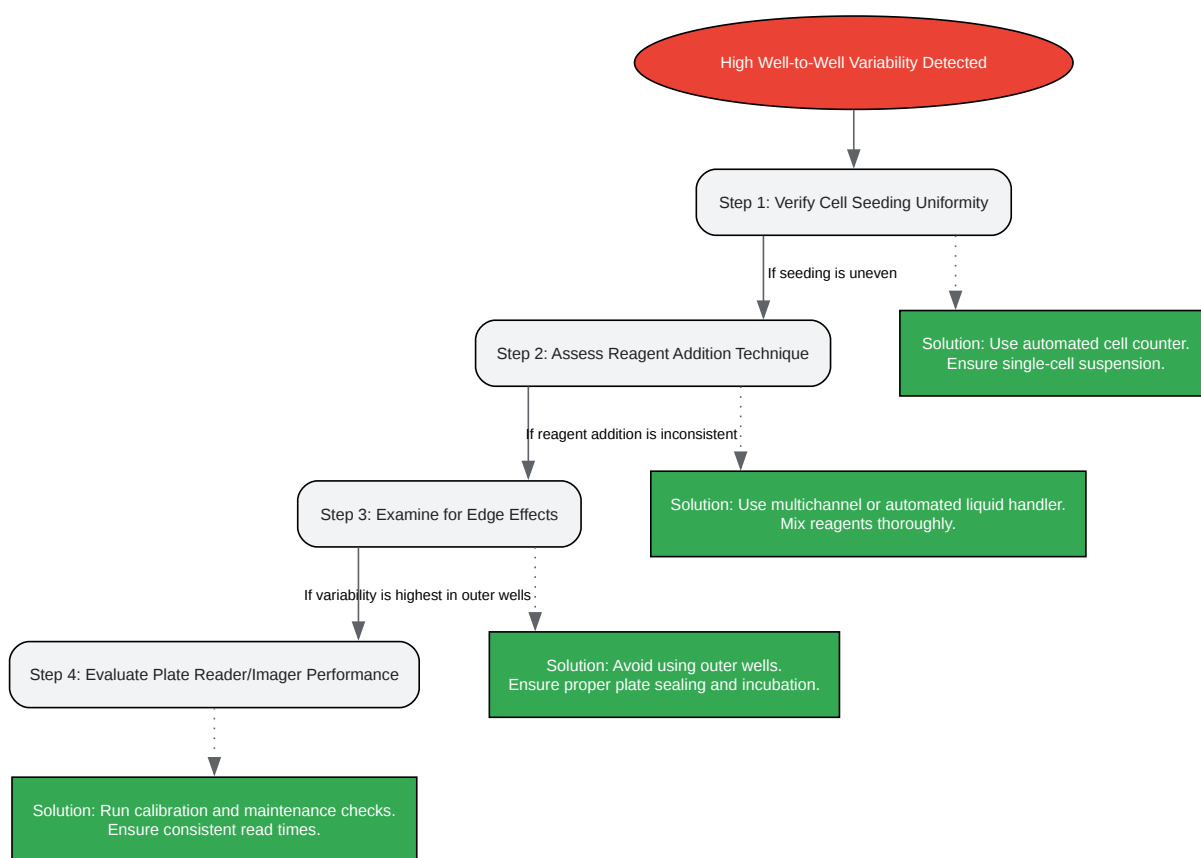 High Well-to-Well Variability Detected
Step 1: Verify Cell Seeding Uniformity
If seeding is uneven
Solution: Use automated cell counter.
Ensure single-cell suspension.
Step 2: Assess Reagent Addition Technique
If reagent addition is inconsistent
Solution: Use multichannel or automated liquid handler.
Mix reagents thoroughly.
Step 3: Examine for Edge Effects
If variability is highest in outer wells
Solution: Avoid using outer wells.
Ensure proper plate sealing and incubation.
Step 4: Evaluate Plate Reader/Imager Performance
Solution: Run calibration and maintenance checks.
Ensure consistent read times.